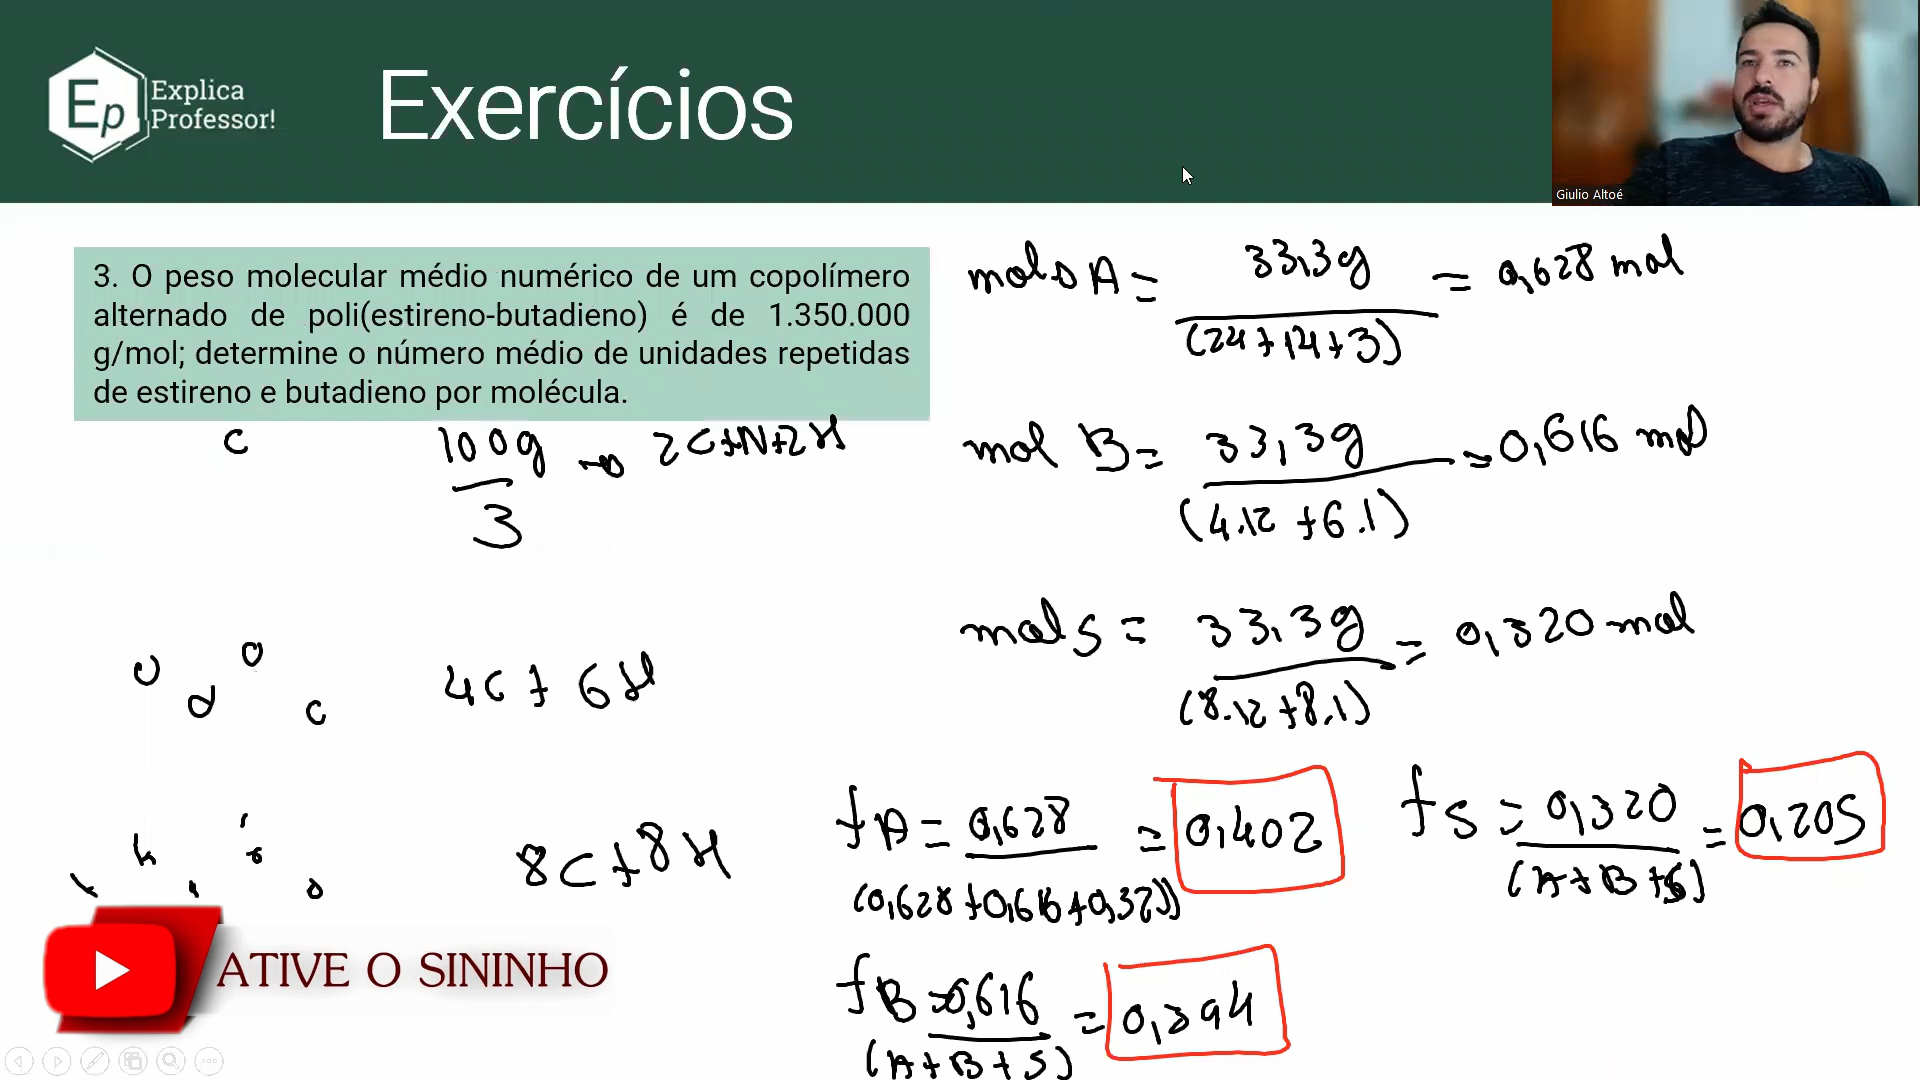 Ep Explica
Professor!
Exercícios
Giulio Altoé
3. O peso molecular médio numérico de um copolímero
alternado de poli(estireno-butadieno) é de 1.350.000
g/mol; determine o número médio de unidades repetidas
de estireno e butadieno por molécula.
c
100g → 2C+N+2H
3
4C + 6H
c
8C + 8H
mols A = 33,3g = 0,628 mol
(24+14+3)
mol B = 33,3g = 0,616 mol
(4.12 +6.1)
mol S = 33,3g = 0,320 mol
(8.12 +8.1)
fA = 0,628 = 0,402
(0,628+0,616+0,32))
fS = 0,320 = 0,205
(A+B+S)
fB = 0,616 = 0,394
(A+B+S)
ATIVE O SININHO